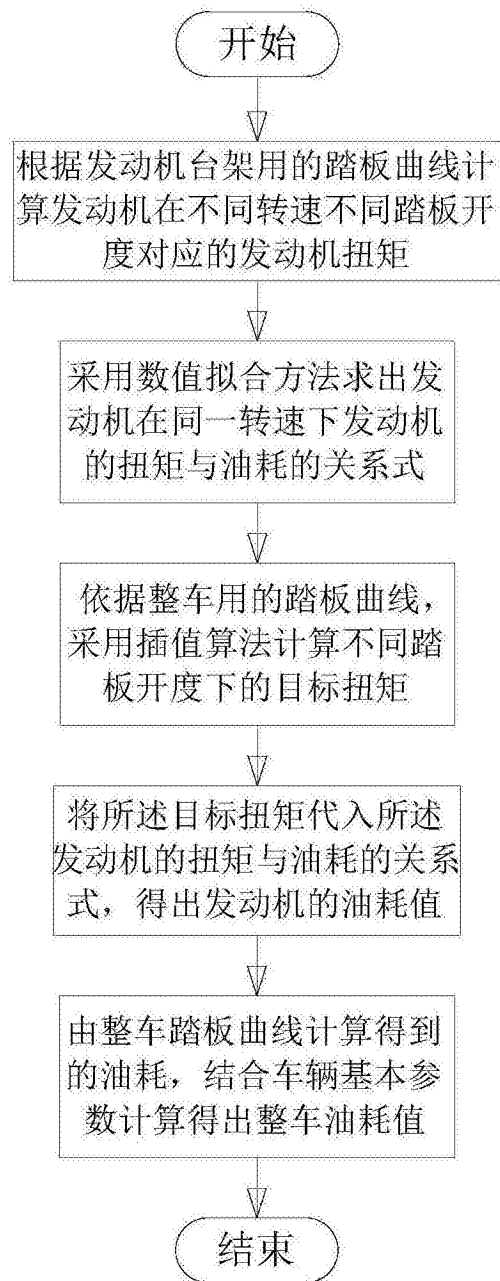 开始
根据发动机台架用的踏板曲线计
算发动机在不同转速不同踏板开
度对应的发动机扭矩
采用数值拟合方法求出发
动机在同一转速下发动机
的扭矩与油耗的关系式
依据整车用的踏板曲线，
采用插值算法计算不同踏
板开度下的目标扭矩
将所述目标扭矩代入所述
发动机的扭矩与油耗的关系
式，得出发动机的油耗值
由整车踏板曲线计算得到
的油耗，结合车辆基本参
数计算得出整车油耗值
结束